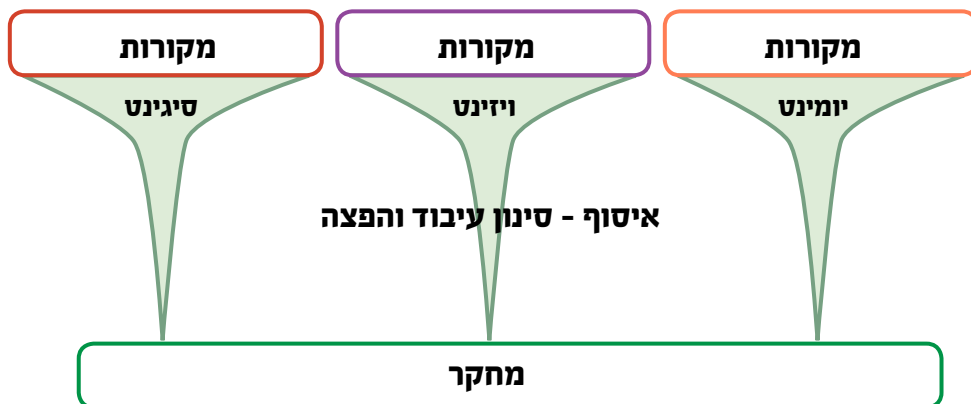 מקורות
מקורות
מקורות
יומינט
ויזינט
סיגינט
איסוף - סינון עיבוד והפצה
מחקר